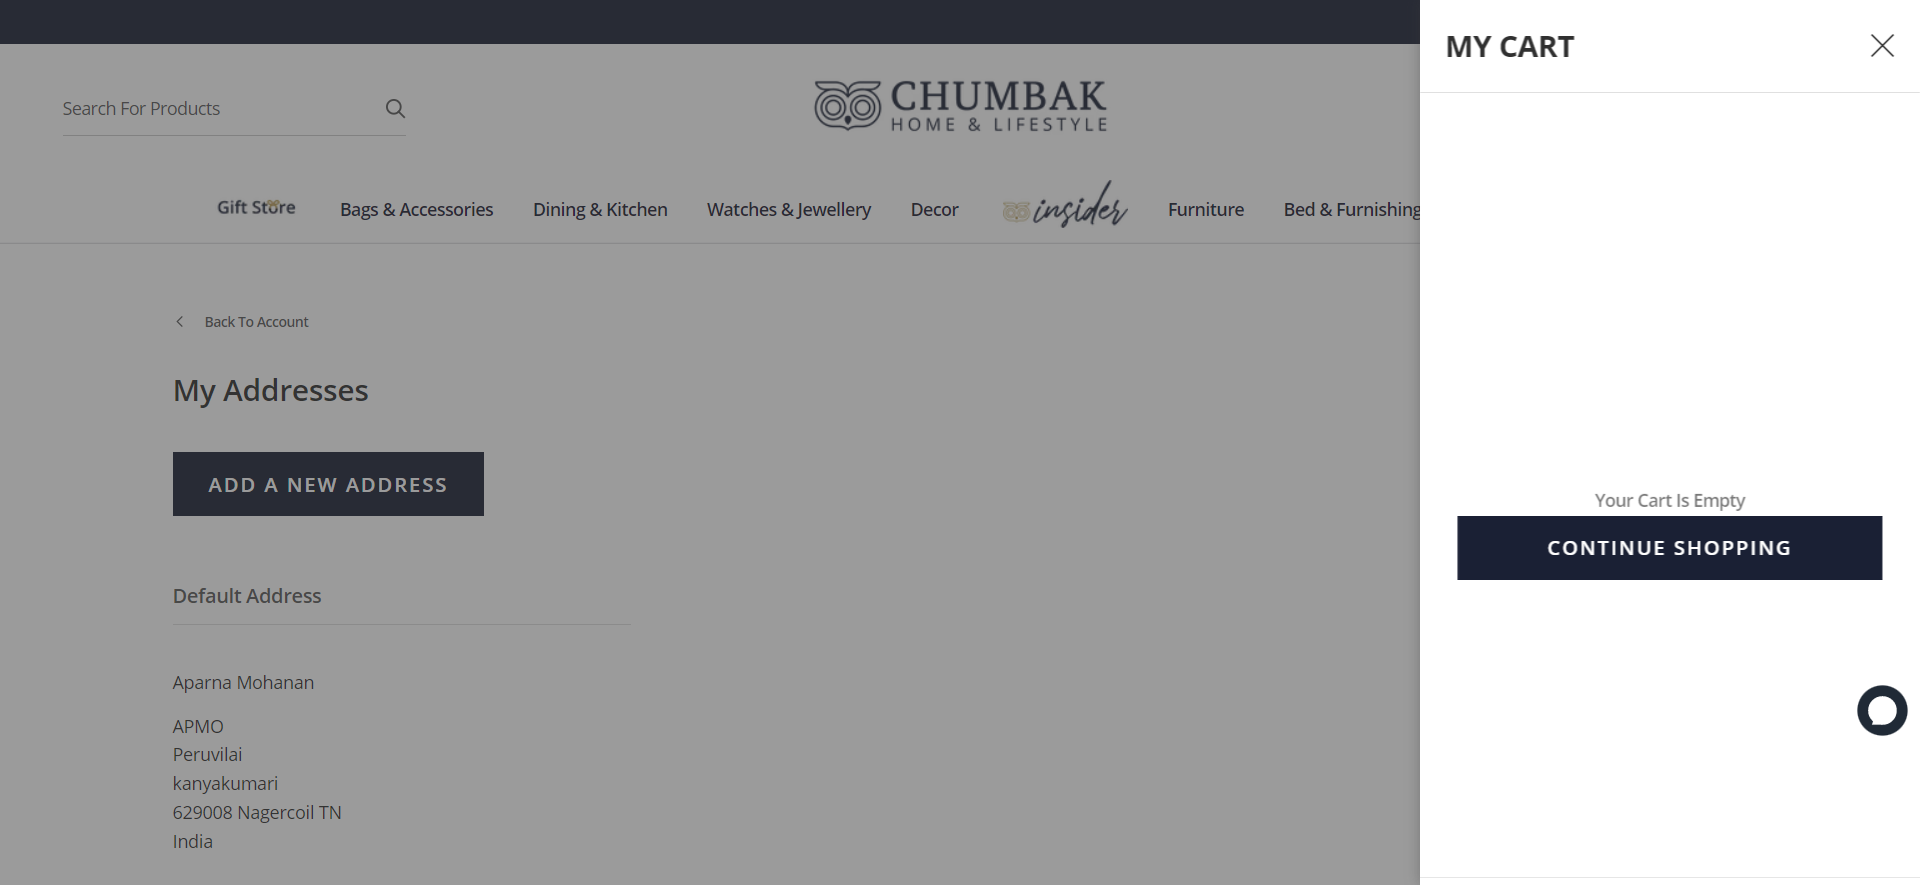 MY CART
Search For Products
CHUMBAK
HOME & LIFESTYLE
Gift Store
Bags & Accessories
Dining & Kitchen
Watches & Jewellery
Decor
insider
Furniture
Bed & Furnishing
Back To Account
My Addresses
ADD A NEW ADDRESS
Default Address
Aparna Mohanan
APMO
Peruvilai
kanyakumari
629008 Nagercoil TN
India
Your Cart Is Empty
CONTINUE SHOPPING